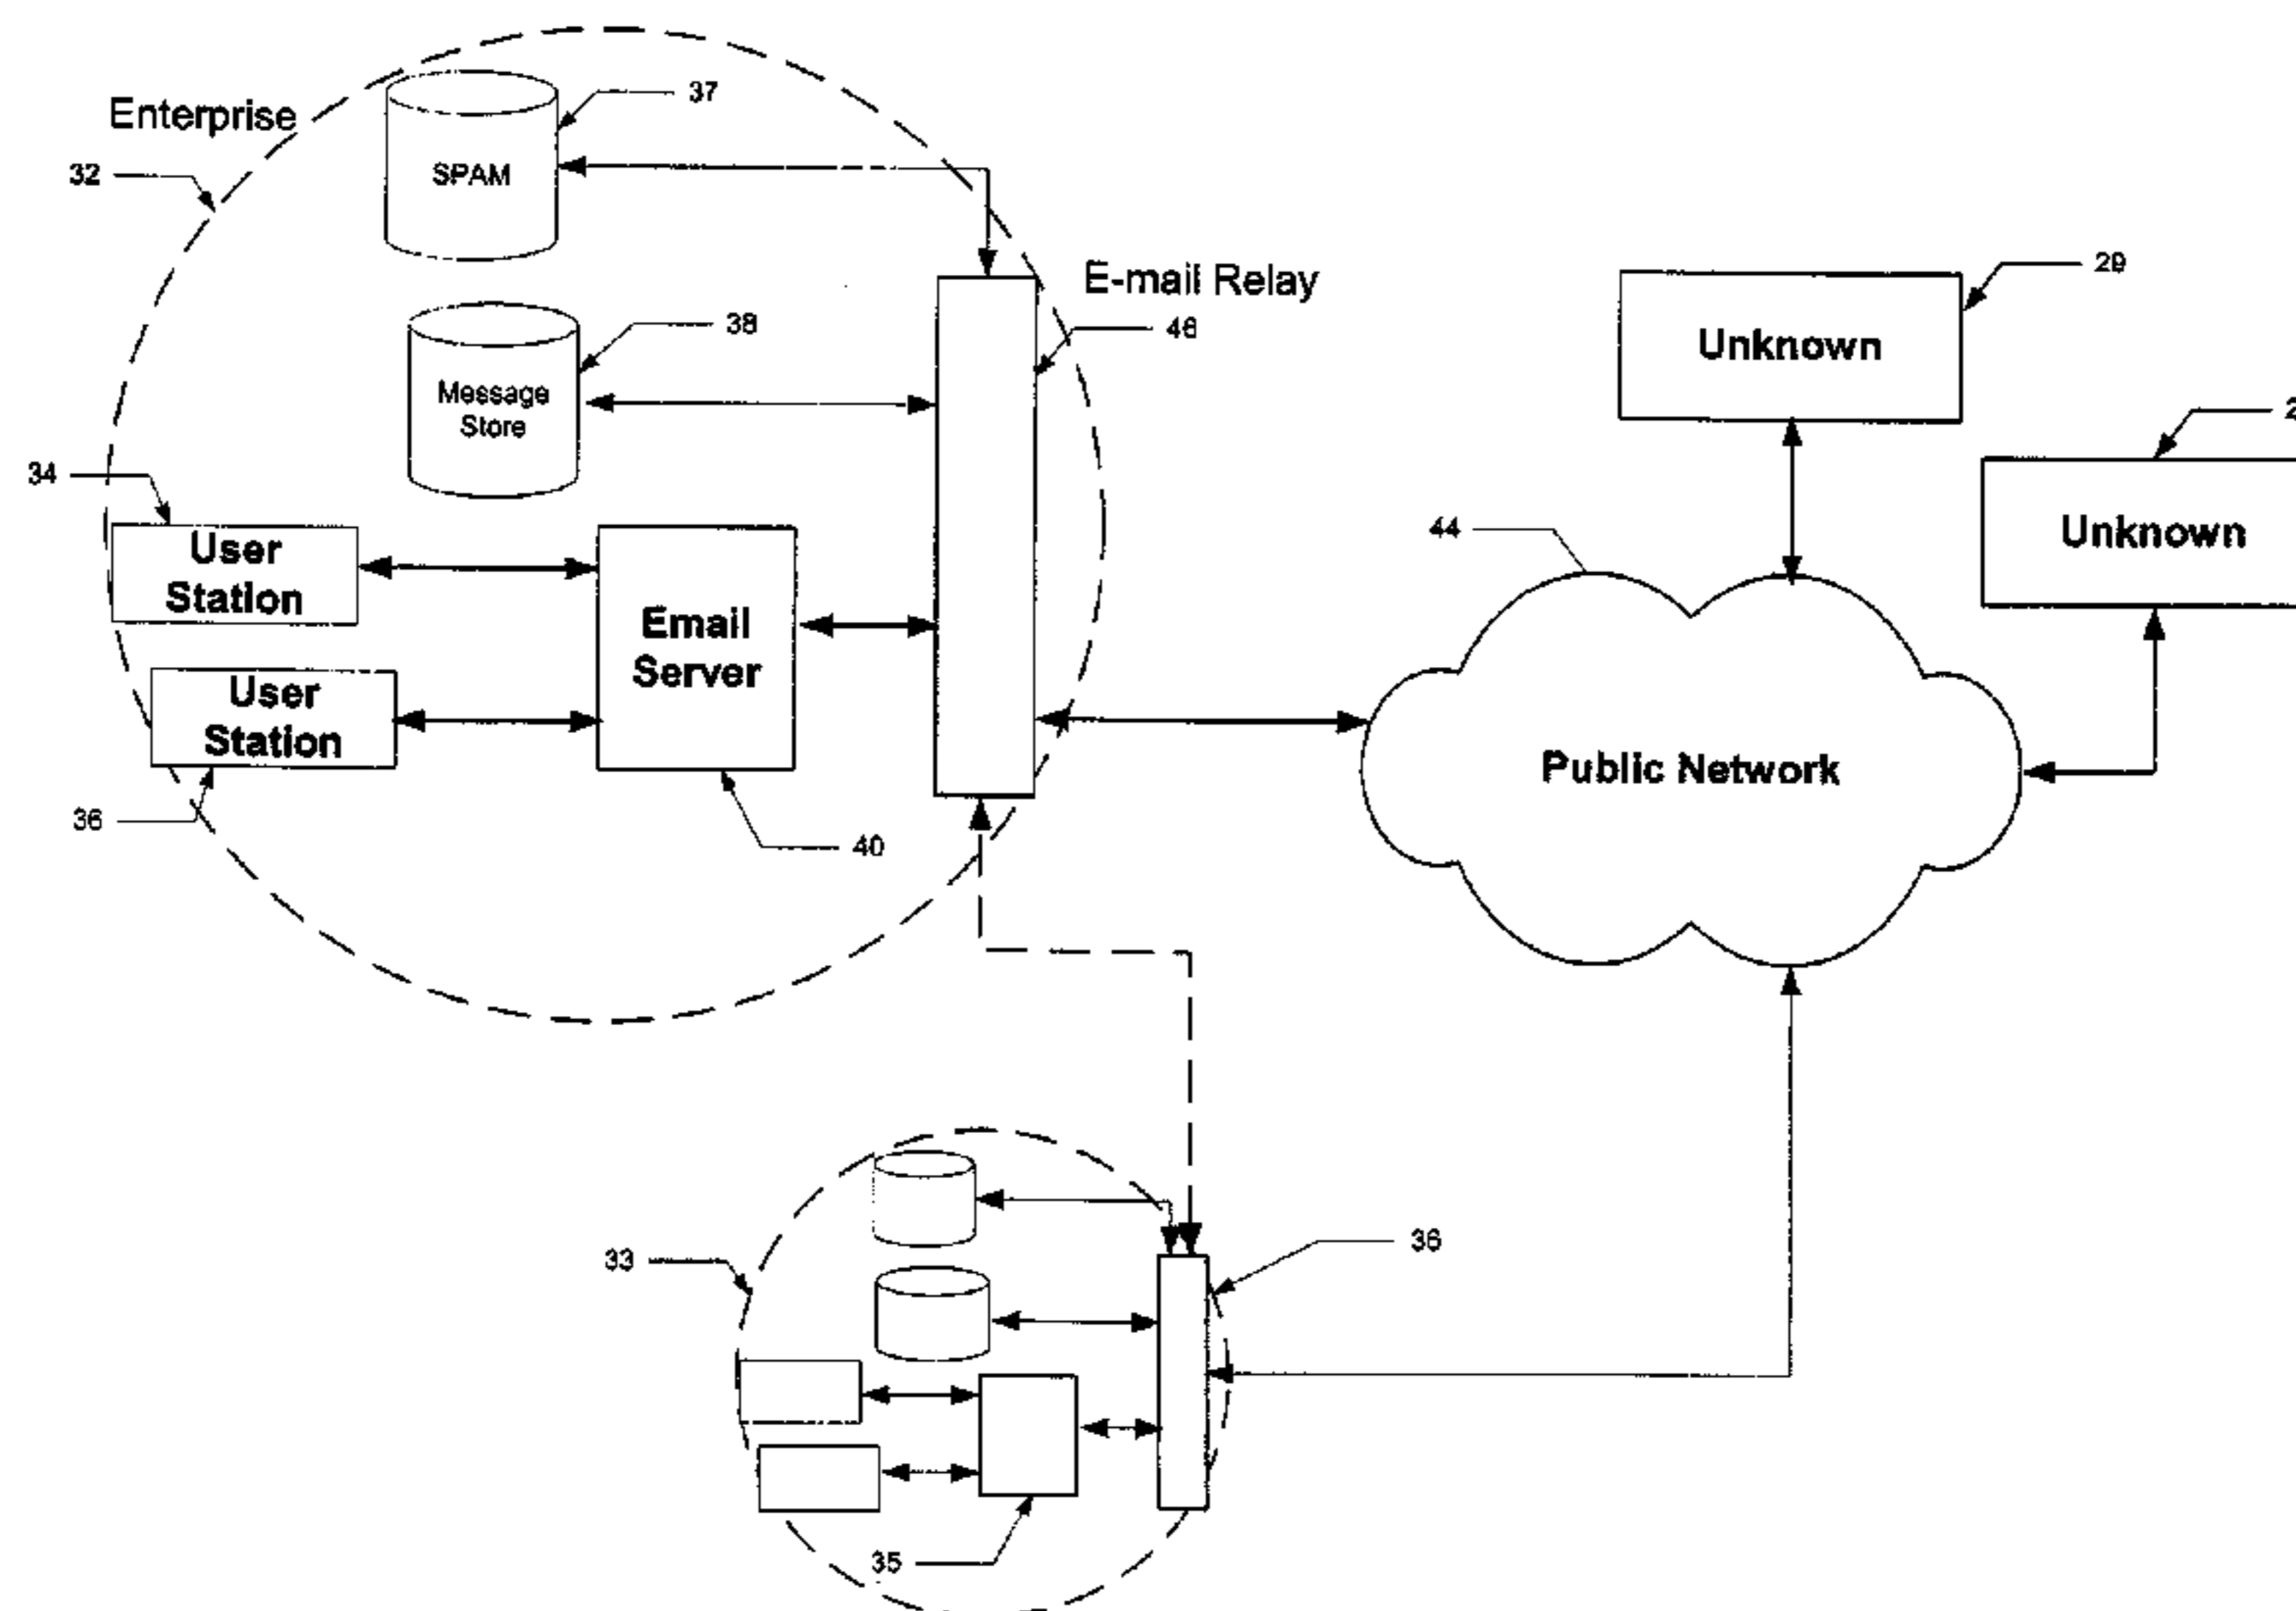 Enterprise
37
32
SPAM
E-mail Relay
29
38
46
Unknown
Message
Store
2
34
44
Unknown
User
Station
Email
Server
User
Station
Public Network
36
40
33
36
35